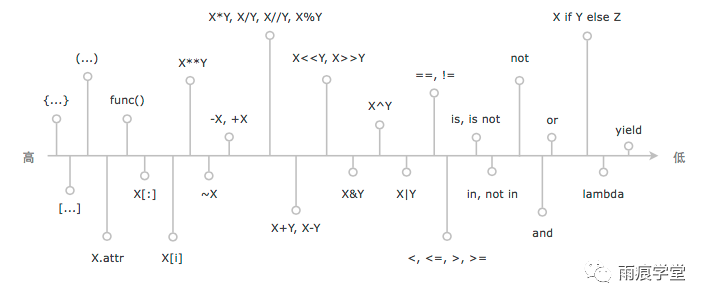 X*Y, X/Y, X//Y, X%Y
X if Y else Z
(...)
X**Y
X<<Y, X>>Y
not
==, !=
{...}
func()
-X, +X
X^Y
is, is not
or
yield
高
低
[...]
X[:]
~X
X&Y
X|Y
in, not in
lambda
X+Y, X-Y
and
X.attr
X[i]
<, <=, >, >=
雨痕学堂